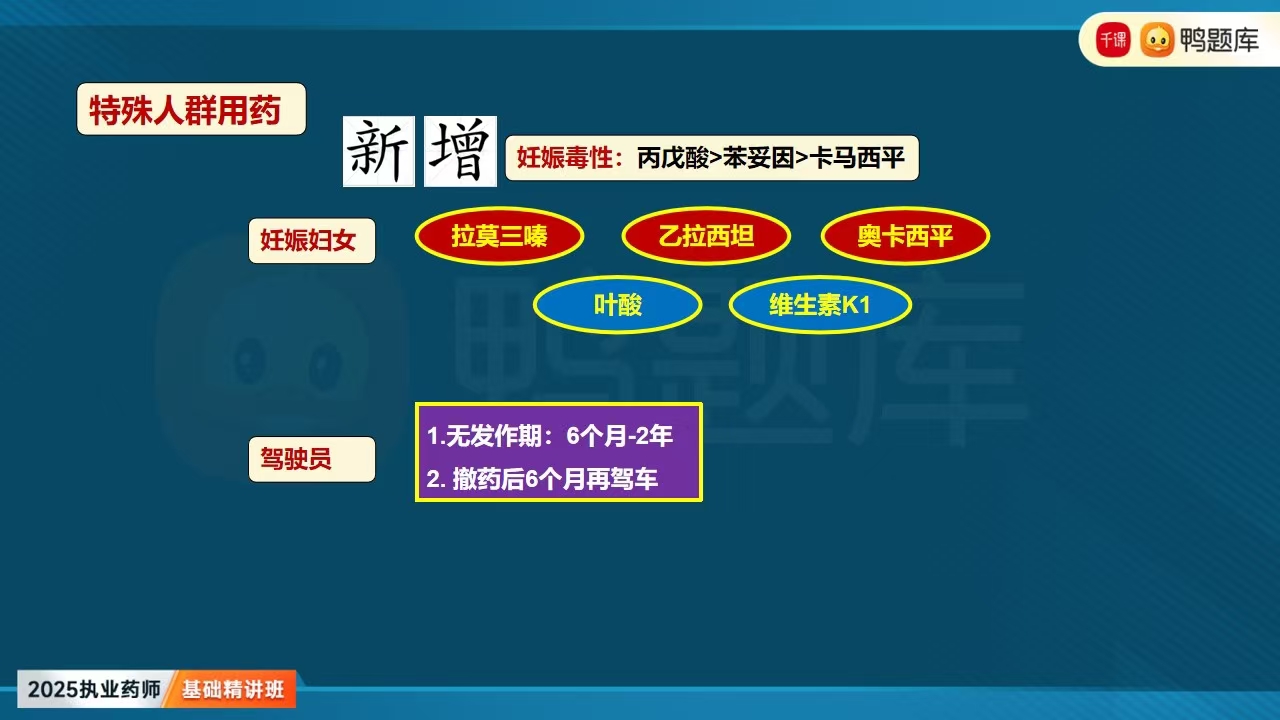 千课 鸭题库
特殊人群用药
新增
妊娠毒性：丙戊酸>苯妥因>卡马西平
妊娠妇女
拉莫三嗪 乙拉西坦 奥卡西平
叶酸 维生素K1
鸭题库
驾驶员
1.无发作期：6个月-2年
2. 撤药后6个月再驾车
2025执业药师 基础精讲班